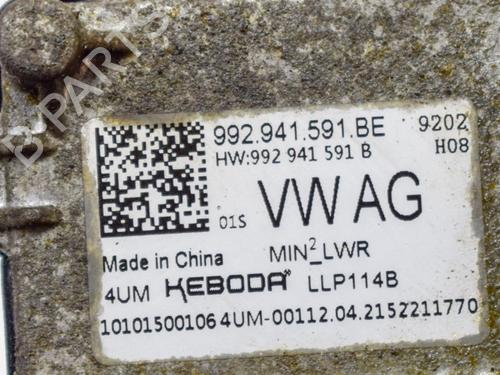 B-PARTS
992.941.591.BE 9202
HW:992 941 591 B H08
01S VW AG
Made in China MIN²_LWR
4UM KEBODA LLP114B
10101500106 4UM-00112.04.2152211770